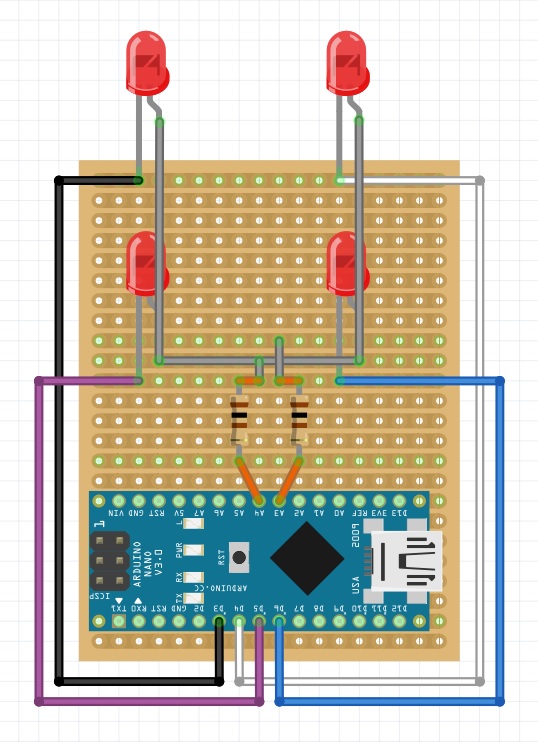 VIN GND RST 5V A7 A6 A5 A4 A3 A2 A1 A0 REF 3V3 D13
1
L
PWR
RX
TX
ARDUINO
NANO
V3.0
ICSP
RST
ARDUINO.CC
2009
USA
TX1 RX0 RST GND D2 D3 D4 D5 D6 D7 D8 D9 D10 D11 D12